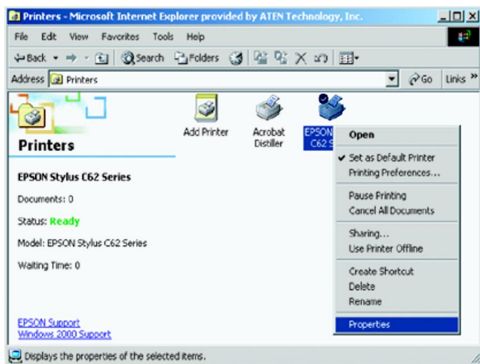 Printers - Microsoft Internet Explorer provided by ATEN Technology, Inc.
File Edit View Favorites Tools Help
Back Search Folders
Address Printers Go Links »
Add Printer Acrobat Distiller EPSON C62 S
Printers
EPSON Stylus C62 Series
Documents: 0
Status: Ready
Model: EPSON Stylus C62 Series
Waiting Time: 0
EPSON Support
Windows 2000 Support
Open
Set as Default Printer
Printing Preferences...
Pause Printing
Cancel All Documents
Sharing...
Use Printer Offline
Create Shortcut
Delete
Rename
Properties
Displays the properties of the selected items.